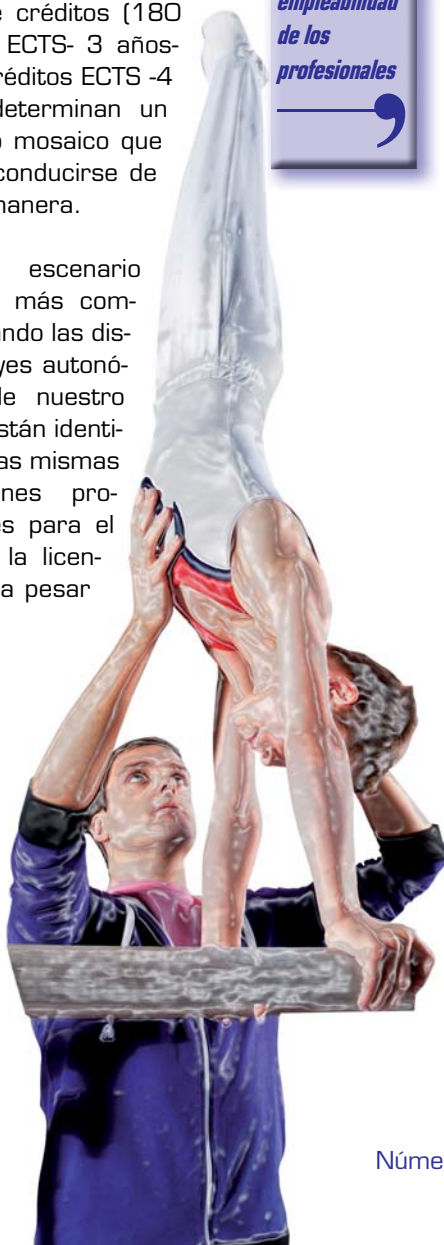 e créditos (180
ECTS- 3 años-
réditos ECTS -4
determinan un
o mosaico que
conducirse de
manera.
escenario
más com-
ando las dis-
yes autonó-
de nuestro
stán identi-
as mismas
nes pro-
es para el
la licen-
a pesar
empleabilidad
de los
profesionales
Núme